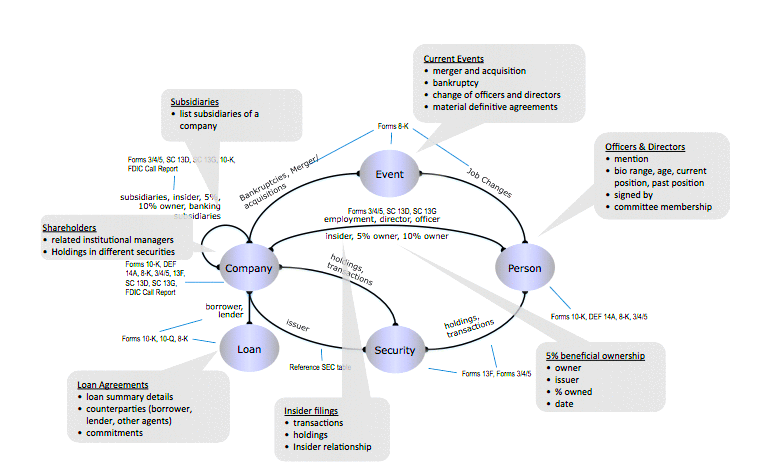 Current Events
• merger and acquisition
• bankruptcy
• change of officers and directors
• material definitive agreements
Subsidiaries
• list subsidiaries of a
company
Forms 8-K
Forms 3/4/5, SC 13D, SC 13G, 10-K,
FDIC Call Report
Officers & Directors
• mention
• bio range, age, current
position, past position
• signed by
• committee membership
Bankruptcies, Merger/
acquisitions
Event
Job Changes
subsidiaries, insider, 5%,
10% owner, banking
subsidiaries
Forms 3/4/5, SC 13D, SC 13G
employment, director, officer
insider, 5% owner, 10% owner
Shareholders
• related institutional managers
• Holdings in different securities
Company
Person
holdings,
transactions
Forms 10-K, DEF
14A, 8-K, 3/4/5, 13F,
SC 13D, SC 13G,
FDIC Call Report
borrower,
lender
issuer
holdings,
transactions
Forms 10-K, DEF 14A, 8-K, 3/4/5
Forms 10-K, 10-Q, 8-K
Loan
Security
Reference SEC table
Forms 13F, Forms 3/4/5
5% beneficial ownership
• owner
• issuer
• % owned
• date
Loan Agreements
• loan summary details
• counterparties (borrower,
lender, other agents)
• commitments
Insider filings
• transactions
• holdings
• Insider relationship